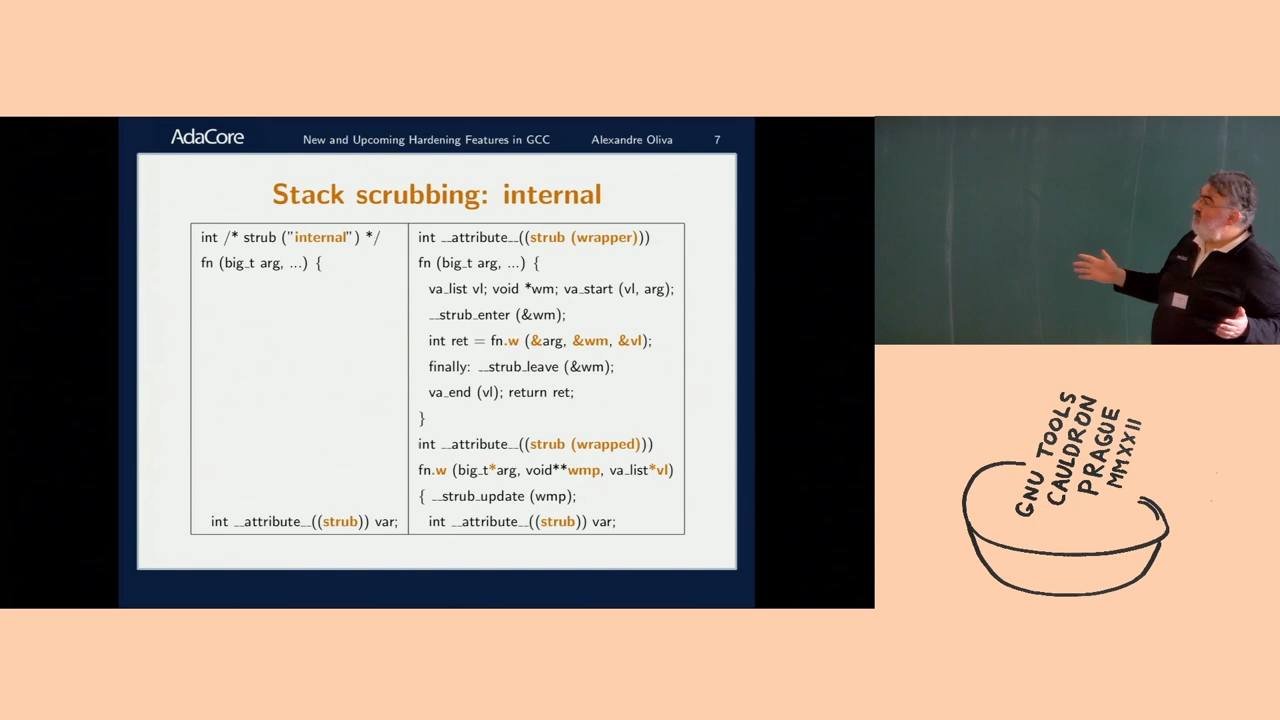 AdaCore New and Upcoming Hardening Features in GCC Alexandre Oliva 7
Stack scrubbing: internal
int /* strub ("internal") */
fn (big_t arg, ...) {
int __attribute__((strub)) var;
int __attribute__((strub (wrapper)))
fn (big_t arg, ...) {
va_list vl; void *wm; va_start (vl, arg);
__strub_enter (&wm);
int ret = fn.w (&arg, &wm, &vl);
finally: __strub_leave (&wm);
va_end (vl); return ret;
}
int __attribute__((strub (wrapped)))
fn.w (big_t*arg, void**wmp, va_list*vl)
{ __strub_update (wmp);
int __attribute__((strub)) var;
GNU TOOLS
CAULDRON
PRAGUE
MMXXII